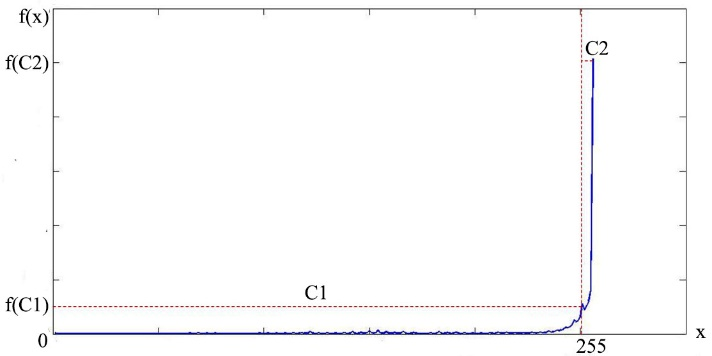 f(x)
C2
f(C2)
C1
f(C1)
0
255
x